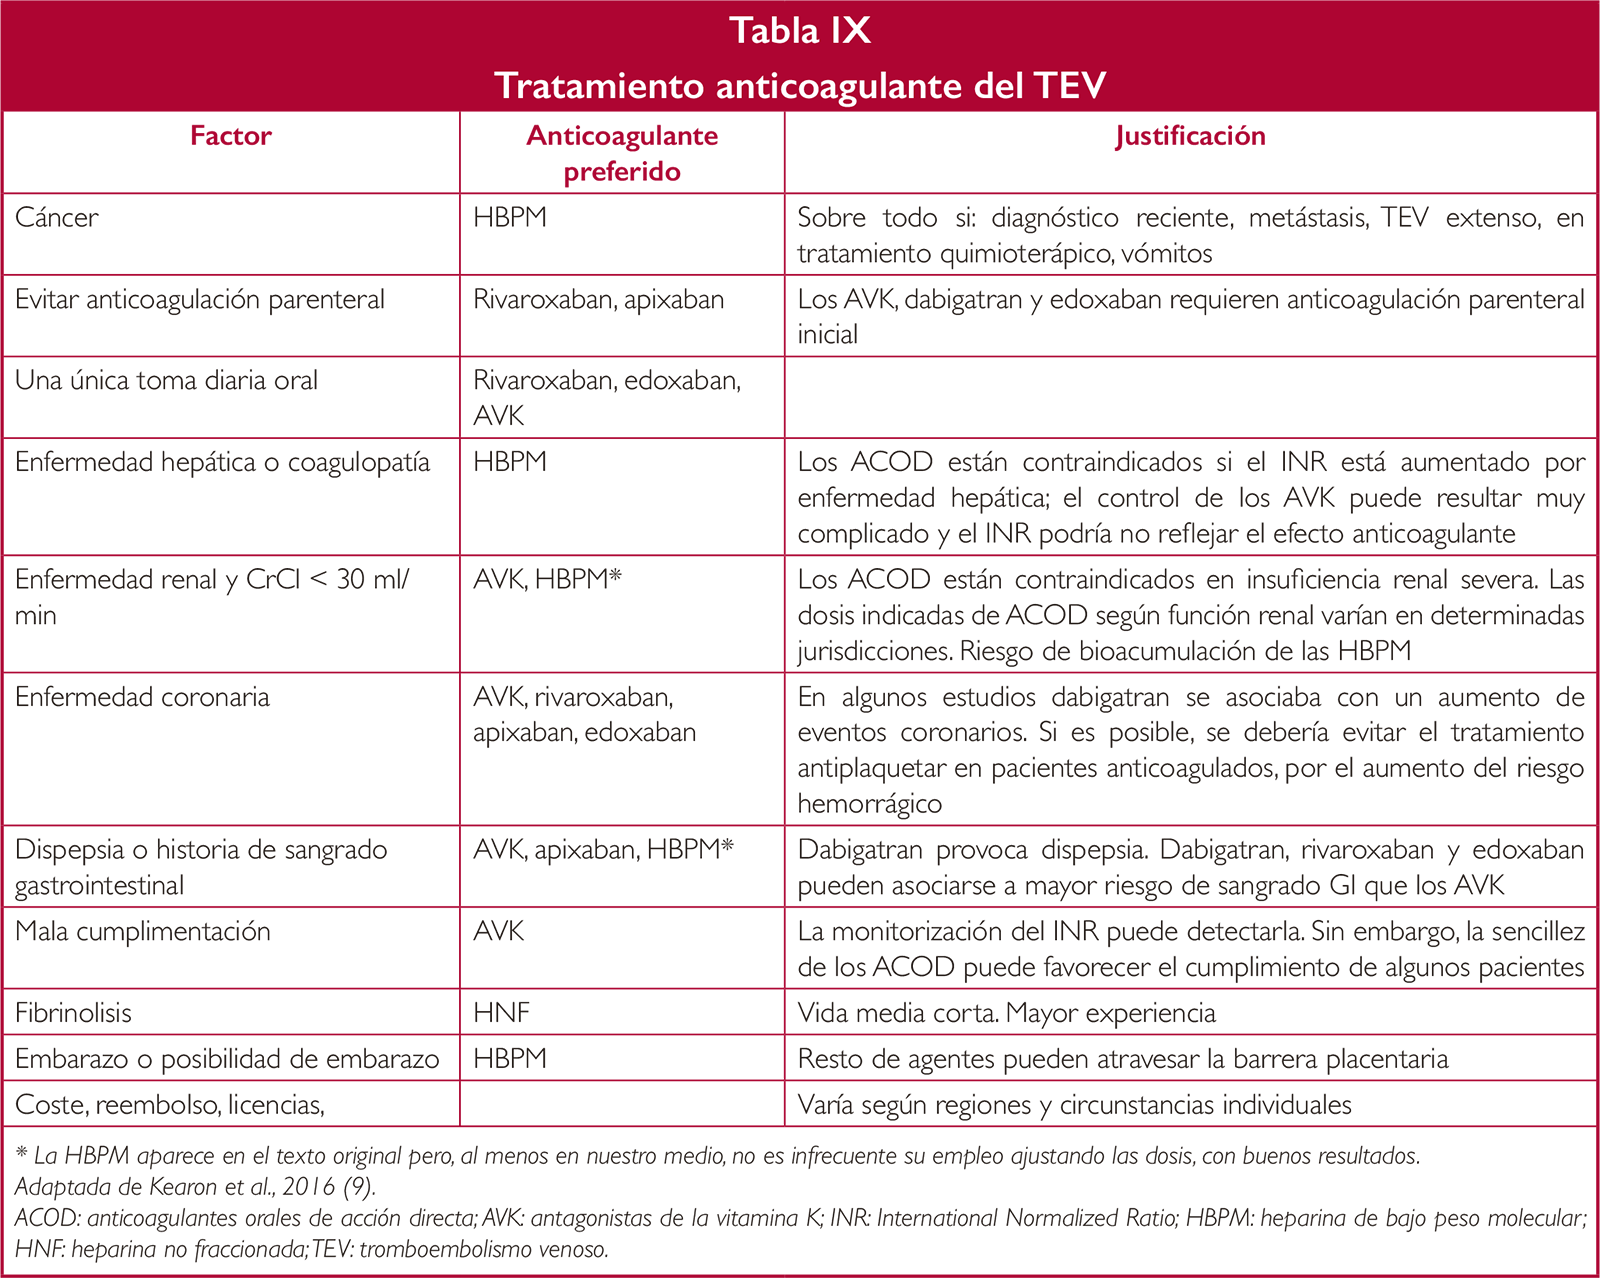 Tabla IX
Tratamiento anticoagulante del TEV
Factor
Anticoagulante
preferido
Justificación
Cáncer
HBPM
Sobre todo si: diagnóstico reciente, metástasis, TEV extenso, en
tratamiento quimioterápico, vómitos
Evitar anticoagulación parenteral
Rivaroxaban, apixaban
Los AVK, dabigatran y edoxaban requieren anticoagulación parenteral
inicial
Una única toma diaria oral
Rivaroxaban, edoxaban,
AVK
Enfermedad hepática o coagulopatía
HBPM
Los ACOD están contraindicados si el INR está aumentado por
enfermedad hepática; el control de los AVK puede resultar muy
complicado y el INR podría no reflejar el efecto anticoagulante
Enfermedad renal y CrCl < 30 ml/
min
AVK, HBPM*
Los ACOD están contraindicados en insuficiencia renal severa. Las
dosis indicadas de ACOD según función renal varían en determinadas
jurisdicciones. Riesgo de bioacumulación de las HBPM
Enfermedad coronaria
AVK, rivaroxaban,
apixaban, edoxaban
En algunos estudios dabigatran se asociaba con un aumento de
eventos coronarios. Si es posible, se debería evitar el tratamiento
antiplaquetar en pacientes anticoagulados, por el aumento del riesgo
hemorrágico
Dispepsia o historia de sangrado
gastrointestinal
AVK, apixaban, HBPM*
Dabigatran provoca dispepsia. Dabigatran, rivaroxaban y edoxaban
pueden asociarse a mayor riesgo de sangrado GI que los AVK
Mala cumplimentación
AVK
La monitorización del INR puede detectarla. Sin embargo, la sencillez
de los ACOD puede favorecer el cumplimiento de algunos pacientes
Fibrinolisis
HNF
Vida media corta. Mayor experiencia
Embarazo o posibilidad de embarazo
HBPM
Resto de agentes pueden atravesar la barrera placentaria
Coste, reembolso, licencias,
Varía según regiones y circunstancias individuales
* La HBPM aparece en el texto original pero, al menos en nuestro medio, no es infrecuente su empleo ajustando las dosis, con buenos resultados.
Adaptada de Kearon et al., 2016 (9).
ACOD: anticoagulantes orales de acción directa; AVK: antagonistas de la vitamina K; INR: International Normalized Ratio; HBPM: heparina de bajo peso molecular;
HNF: heparina no fraccionada; TEV: tromboembolismo venoso.